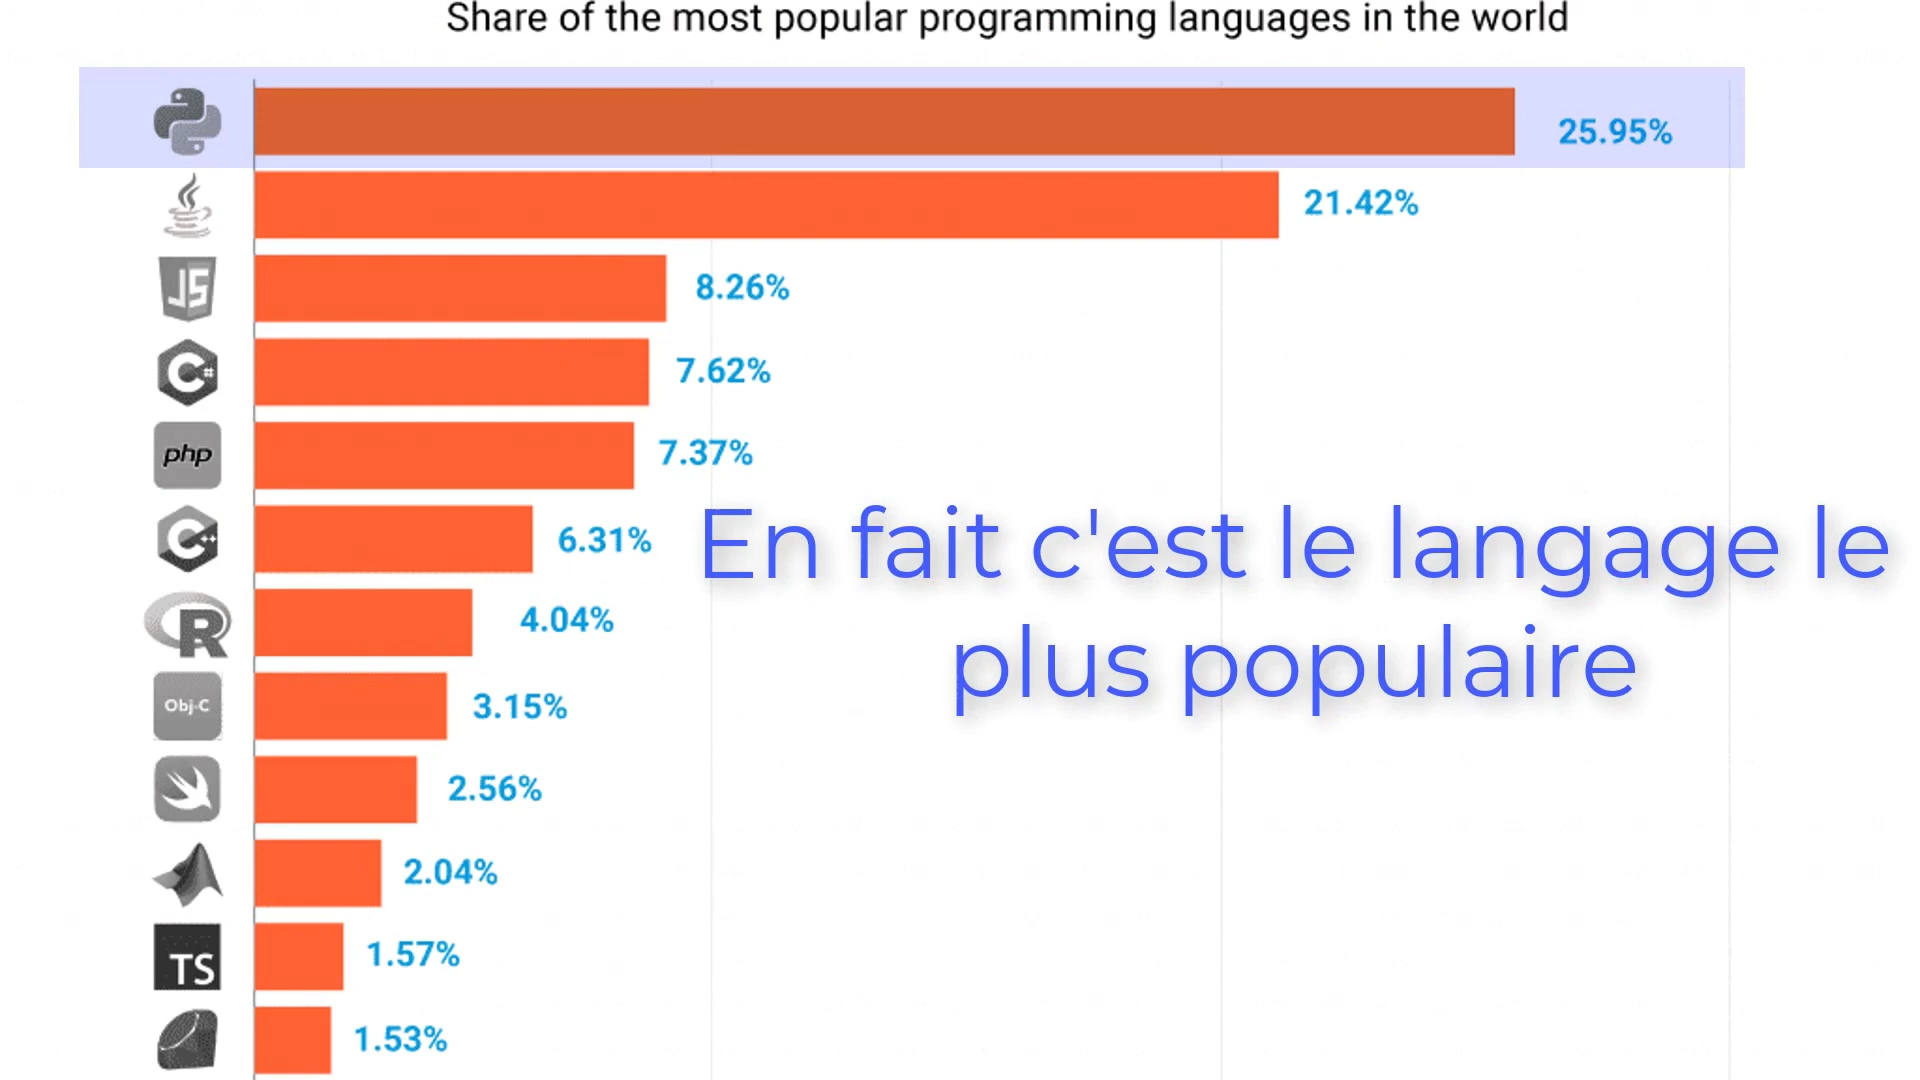 Share of the most popular programming languages in the world
25.95%
21.42%
JS
8.26%
C#
7.62%
php
7.37%
C++
6.31%
En fait c'est le langage le
plus populaire
R
4.04%
Obj-C
3.15%
2.56%
2.04%
TS
1.57%
1.53%